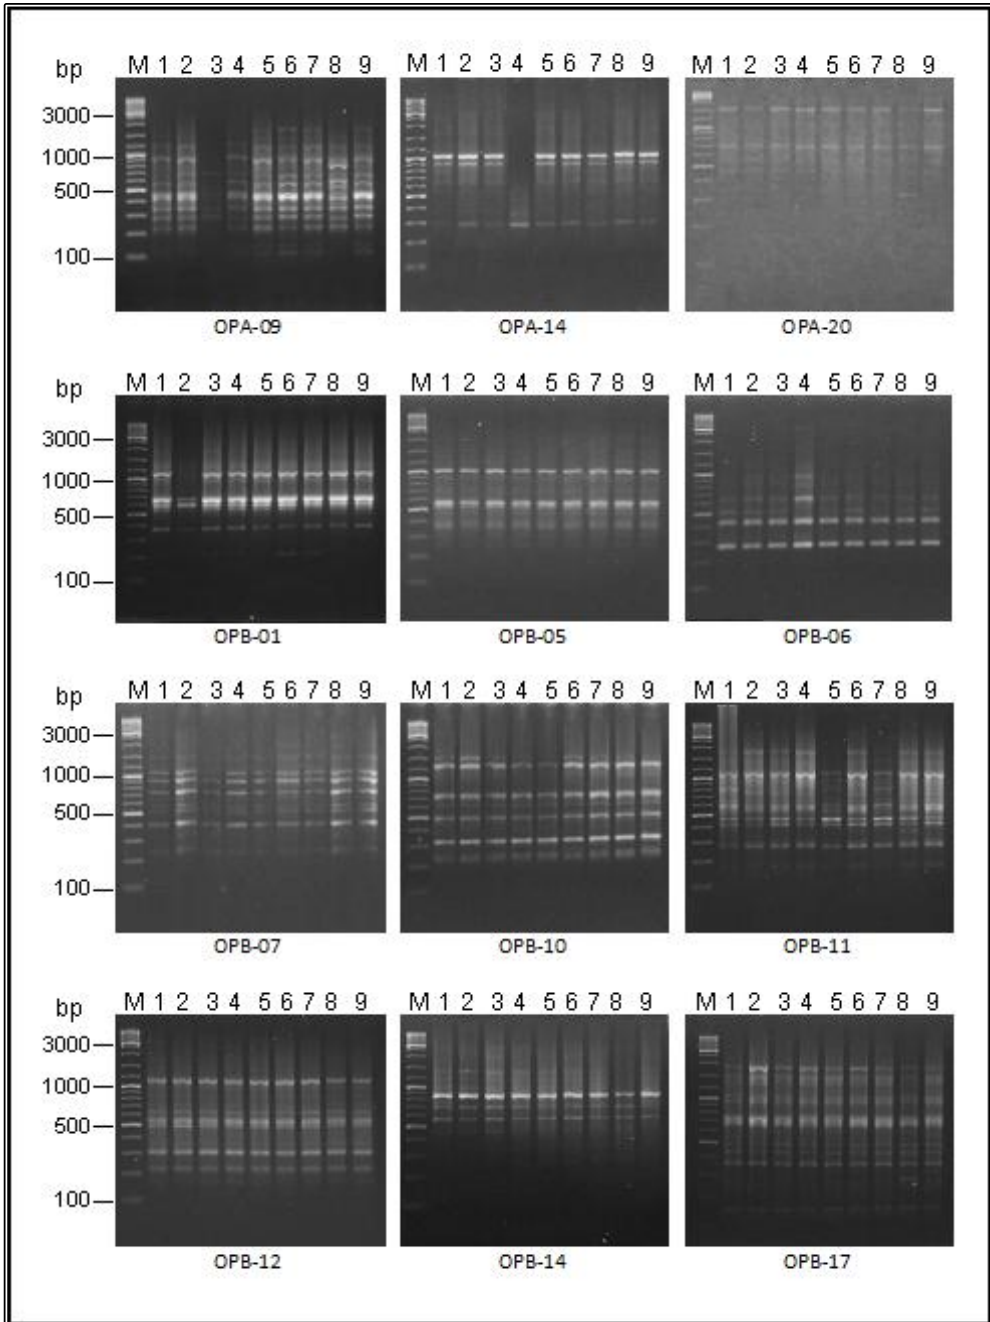 bp M 1 2 3 4 5 6 7 8 9 M 1 2 3 4 5 6 7 8 9 M 1 2 3 4 5 6 7 8 9
3000
1000
500
100
OPA-09 OPA-14 OPA-20
bp M 1 2 3 4 5 6 7 8 9 M 1 2 3 4 5 6 7 8 9 M 1 2 3 4 5 6 7 8 9
3000
1000
500
100
OPB-01 OPB-05 OPB-06
bp M 1 2 3 4 5 6 7 8 9 M 1 2 3 4 5 6 7 8 9 M 1 2 3 4 5 6 7 8 9
3000
1000
500
100
OPB-07 OPB-10 OPB-11
bp M 1 2 3 4 5 6 7 8 9 M 1 2 3 4 5 6 7 8 9 M 1 2 3 4 5 6 7 8 9
3000
1000
500
100
OPB-12 OPB-14 OPB-17